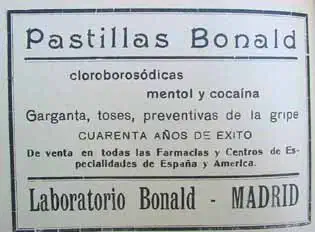 Pastillas Bonald
cloroborosódicas
mentol y cocaína
Garganta, toses, preventivas de la gripe
CUARENTA AÑOS DE EXITO
De venta en todas las Farmacias y Centros de Es-
pecialidades de España y America.
Laboratorio Bonald - MADRID